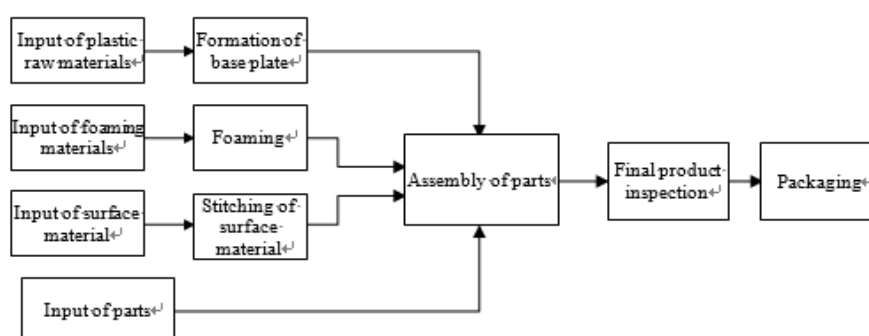 Input of plastic
raw materials
Formation of
base plate
Input of foaming
materials
Foaming
Assembly of parts
Final product
inspection
Packaging
Input of surface
material
Stitching of
surface
material
Input of parts